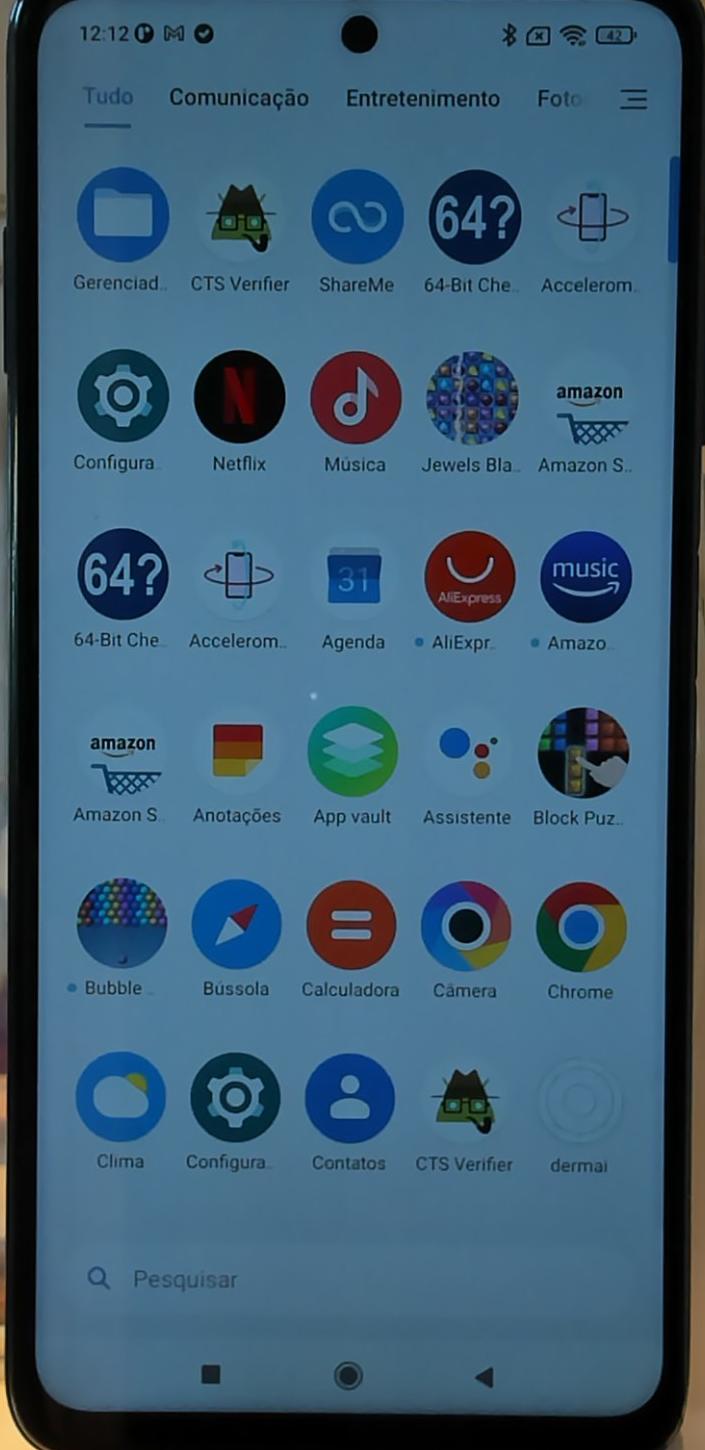 12:12 42
Tudo Comunicação Entretenimento Foto
64?
Gerenciad.. CTS Verifier ShareMe 64-Bit Che.. Accelerom..
N amazon
Configura.. Netflix Música Jewels Bla.. Amazon S..
64? 31 AliExpress music
64-Bit Che.. Accelerom.. Agenda AliExpr.. Amazo..
amazon
Amazon S.. Anotações App vault Assistente Block Puz..
Bubble .. Bússola Calculadora Câmera Chrome
Clima Configura.. Contatos CTS Verifier dermai
Pesquisar